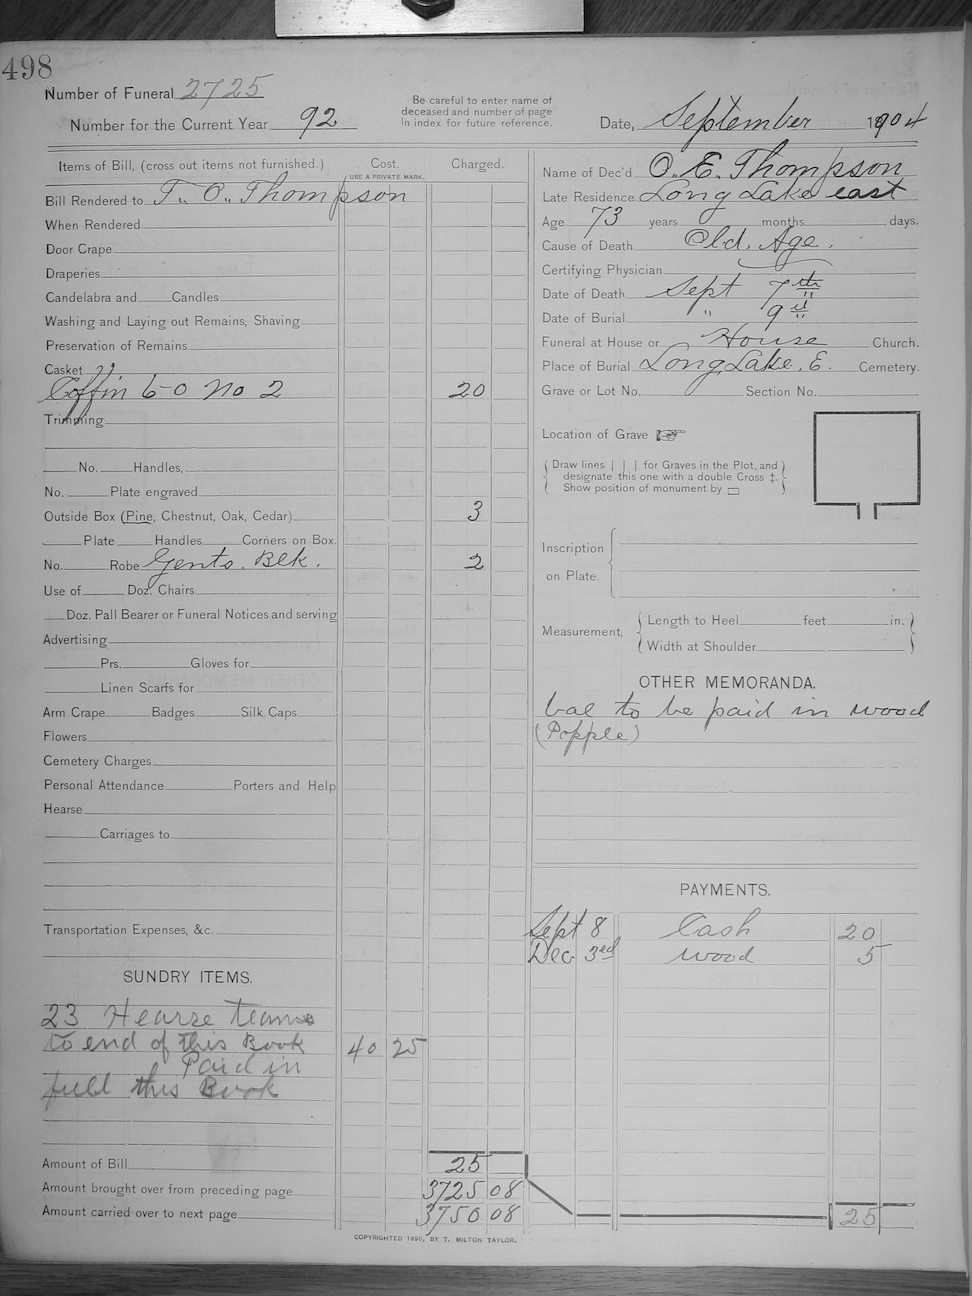 498
Number of Funeral 2725
Number for the Current Year 92
Be careful to enter name of
deceased and number of page
in index for future reference.
Date, September 1904
Items of Bill, (cross out items not furnished.) Cost. Charged.
USE A PRIVATE MARK.
Bill Rendered to T. O. Thompson
When Rendered
Door Crape
Draperies
Candelabra and Candles
Washing and Laying out Remains, Shaving
Preservation of Remains
Casket
Coffin 6-0 No 2 20
Trimming
No. Handles,
No. Plate engraved
Outside Box (Pine, Chestnut, Oak, Cedar) 3
Plate Handles Corners on Box.
No. Robe Gents. Blk. 2
Use of Doz. Chairs
Doz. Pall Bearer or Funeral Notices and serving
Advertising
Prs. Gloves for
Linen Scarfs for
Arm Crape Badges Silk Caps
Flowers
Cemetery Charges
Personal Attendance Porters and Help
Hearse
Carriages to
Transportation Expenses, &c.
SUNDRY ITEMS.
23 Hearse teams
to end of this Book 40 25
Paid in
full this Book
Amount of Bill 25
Amount brought over from preceding page 3725 08
Amount carried over to next page 3750 08
Name of Dec'd O. E. Thompson
Late Residence Long Lake east
Age 73 years months days.
Cause of Death Old Age.
Certifying Physician
Date of Death Sept 7th
Date of Burial " 9th
Funeral at House or House Church.
Place of Burial Long Lake, E. Cemetery.
Grave or Lot No. Section No.
Location of Grave ☞
Draw lines | | | for Graves in the Plot, and
designate this one with a double Cross ‡.
Show position of monument by ▭
Inscription
on Plate.
Measurement, Length to Heel feet in.
Width at Shoulder
OTHER MEMORANDA.
bal to be paid in wood
(Popple)
PAYMENTS.
Sept 8 Cash 20
Dec 3rd wood 5
25
COPYRIGHTED 1890, BY T. MILTON TAYLOR.